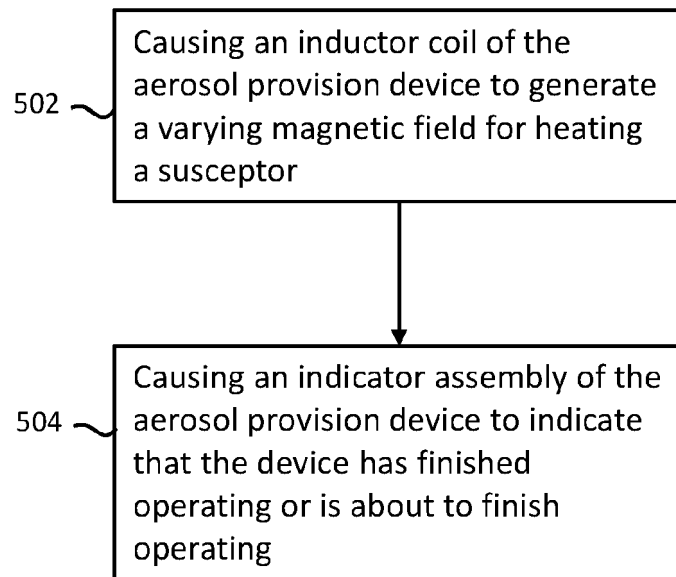 Causing an inductor coil of the
aerosol provision device to generate
a varying magnetic field for heating
a susceptor
502
Causing an indicator assembly of the
aerosol provision device to indicate
that the device has finished
operating or is about to finish
operating
504